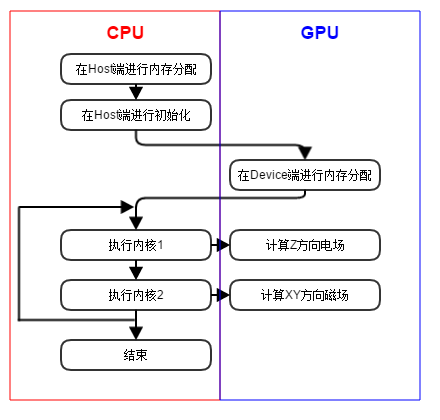 CPU
GPU
在Host端进行内存分配
在Host端进行初始化
在Device端进行内存分配
执行内核1
计算Z方向电场
执行内核2
计算XY方向磁场
结束